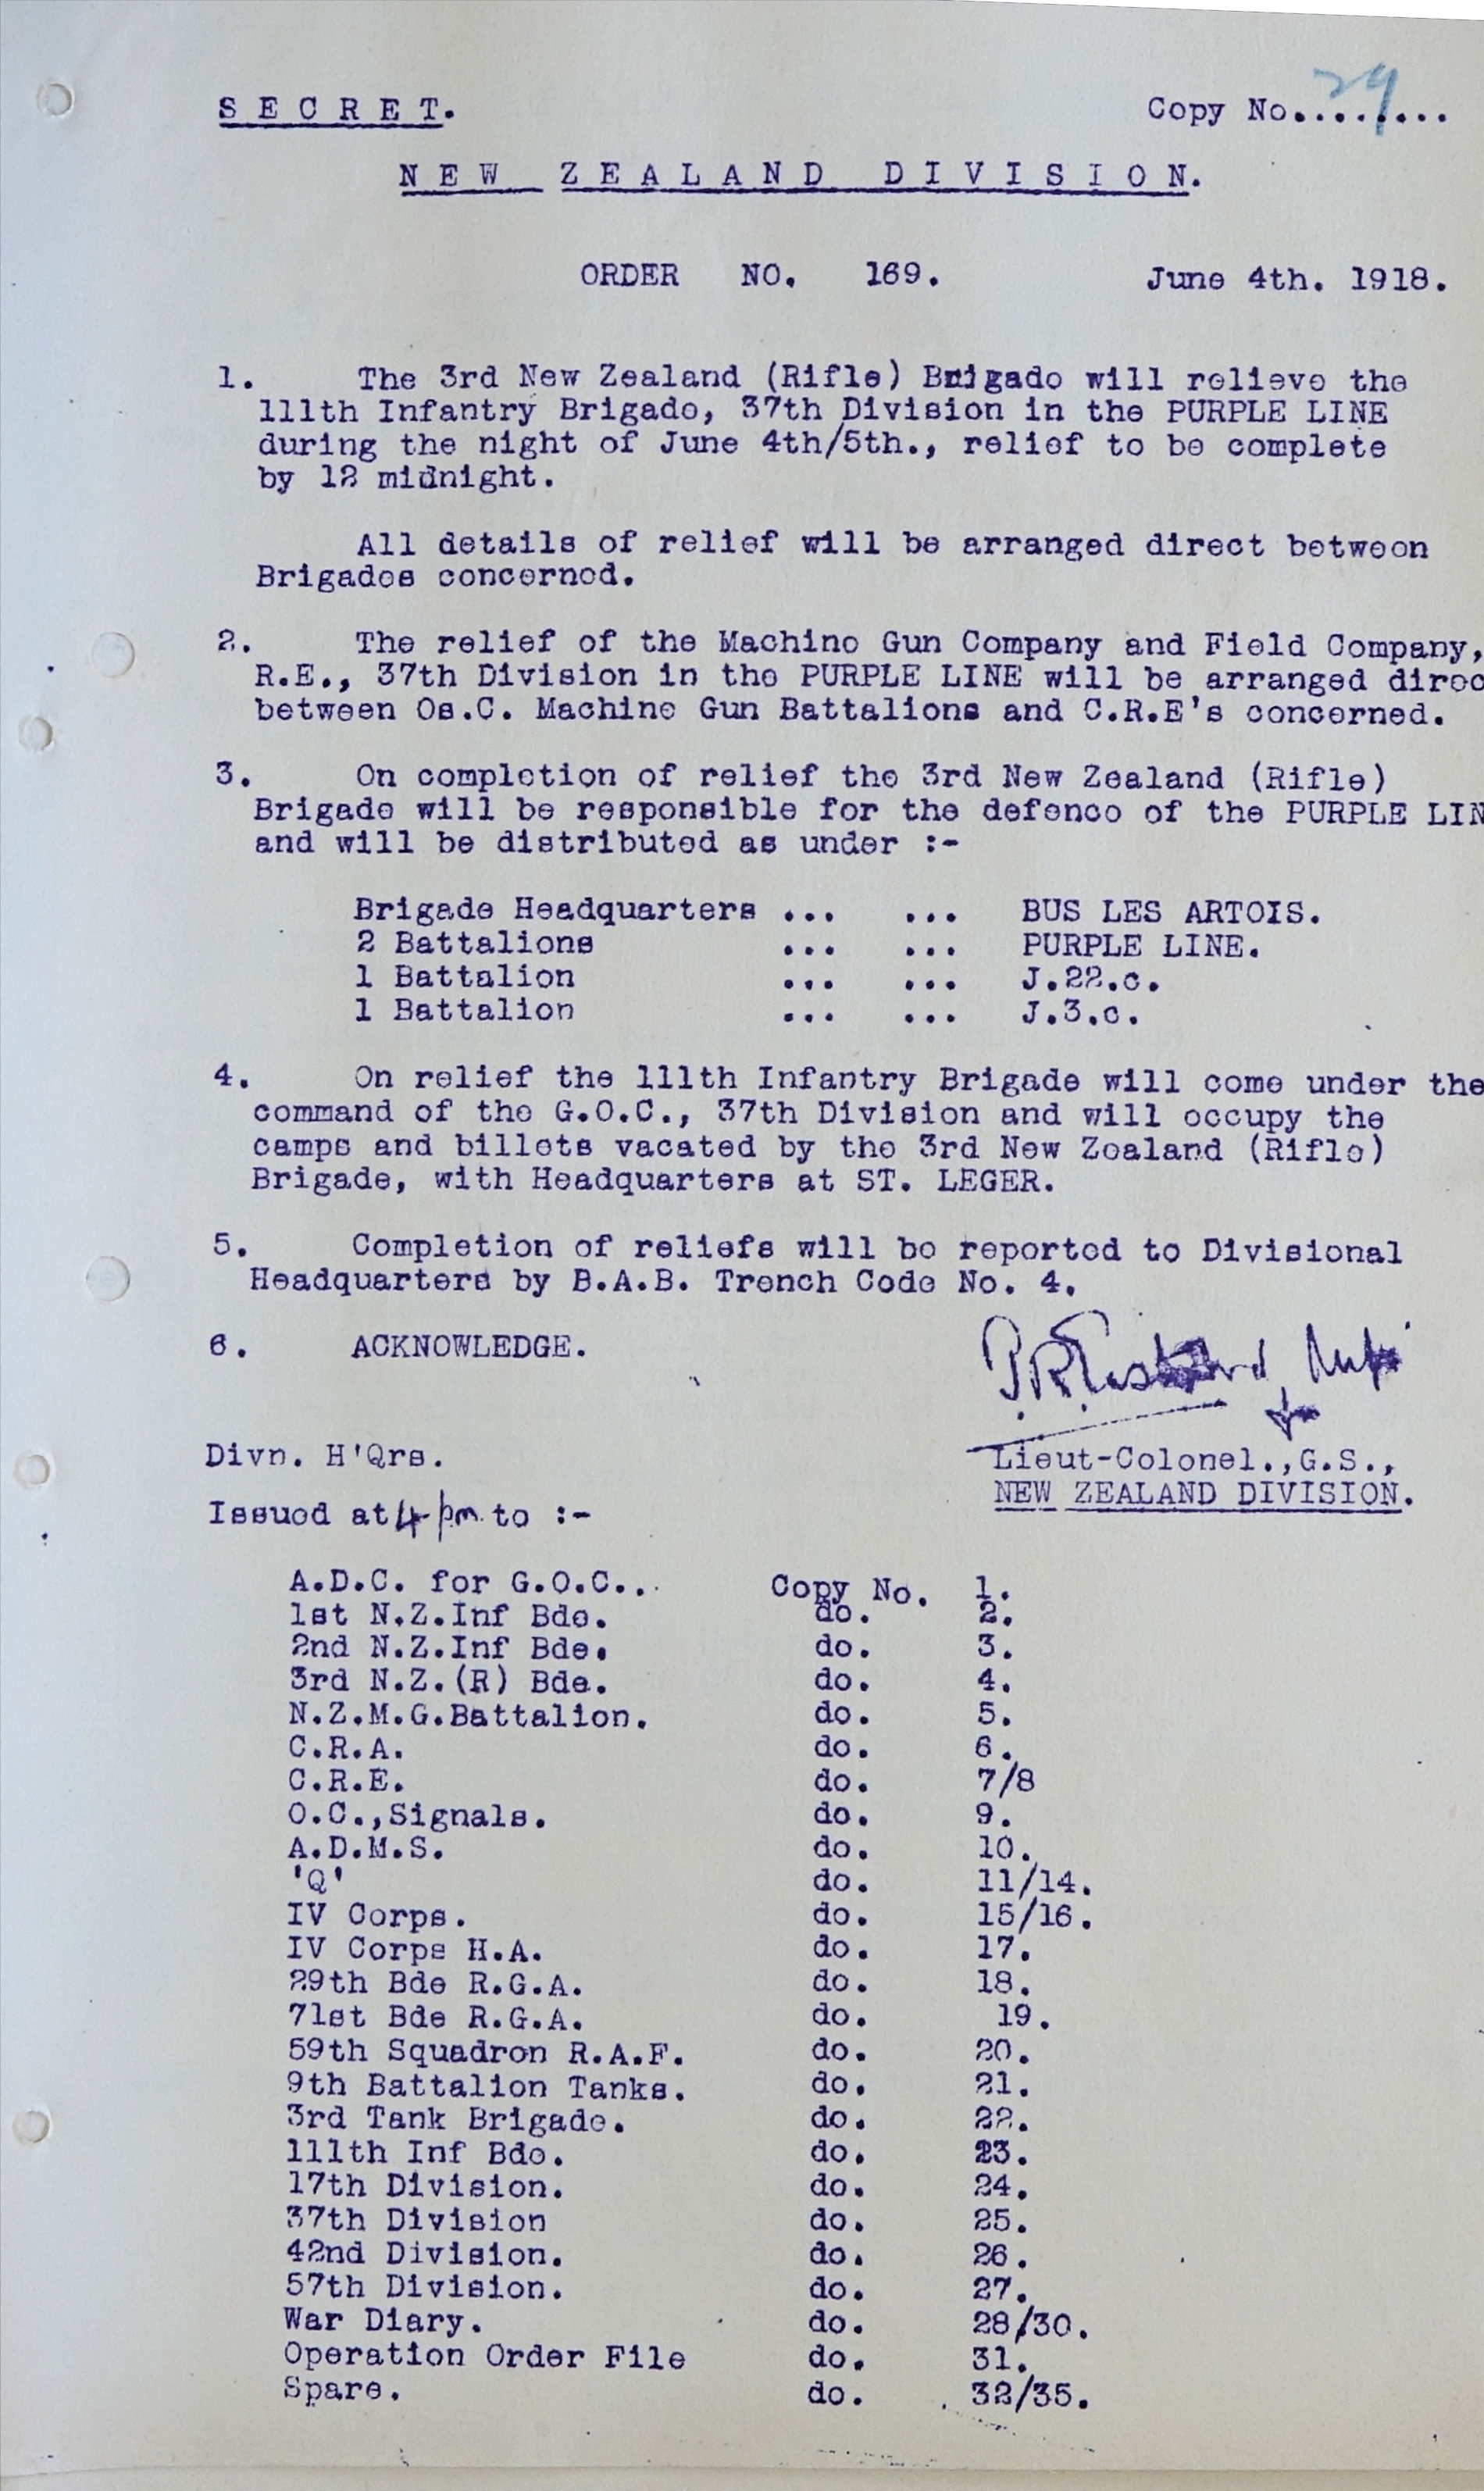 SECRET. Copy No.........29
NEW ZEALAND DIVISION.
ORDER NO. 169. June 4th. 1918.
1. The 3rd New Zealand (Rifle) Brigade will relieve the
111th Infantry Brigade, 37th Division in the PURPLE LINE
during the night of June 4th/5th., relief to be complete
by 12 midnight.
All details of relief will be arranged direct between
Brigades concerned.
2. The relief of the Machine Gun Company and Field Company,
R.E., 37th Division in the PURPLE LINE will be arranged direc
between Os.C. Machine Gun Battalions and C.R.E's concerned.
3. On completion of relief the 3rd New Zealand (Rifle)
Brigade will be responsible for the defence of the PURPLE LIN
and will be distributed as under :-
Brigade Headquarters ... ... BUS LES ARTOIS.
2 Battalions ... ... PURPLE LINE.
1 Battalion ... ... J.22.c.
1 Battalion ... ... J.3.c.
4. On relief the 111th Infantry Brigade will come under the
command of the G.O.C., 37th Division and will occupy the
camps and billets vacated by the 3rd New Zealand (Rifle)
Brigade, with Headquarters at ST. LEGER.
5. Completion of reliefs will be reported to Divisional
Headquarters by B.A.B. Trench Code No. 4.
6. ACKNOWLEDGE.
Divn. H'Qrs. Lieut-Colonel.,G.S.,
NEW ZEALAND DIVISION.
Issued at 4 pm. to :-
A.D.C. for G.O.C... Copy No. 1.
1st N.Z.Inf Bde. do. 2.
2nd N.Z.Inf Bde. do. 3.
3rd N.Z.(R) Bde. do. 4.
N.Z.M.G.Battalion. do. 5.
C.R.A. do. 6.
C.R.E. do. 7/8
O.C.,Signals. do. 9.
A.D.M.S. do. 10.
'Q' do. 11/14.
IV Corps. do. 15/16.
IV Corps H.A. do. 17.
29th Bde R.G.A. do. 18.
71st Bde R.G.A. do. 19.
59th Squadron R.A.F. do. 20.
9th Battalion Tanks. do. 21.
3rd Tank Brigade. do. 22.
111th Inf Bde. do. 23.
17th Division. do. 24.
37th Division do. 25.
42nd Division. do. 26.
57th Division. do. 27.
War Diary. do. 28/30.
Operation Order File do. 31.
Spare. do. 32/35.